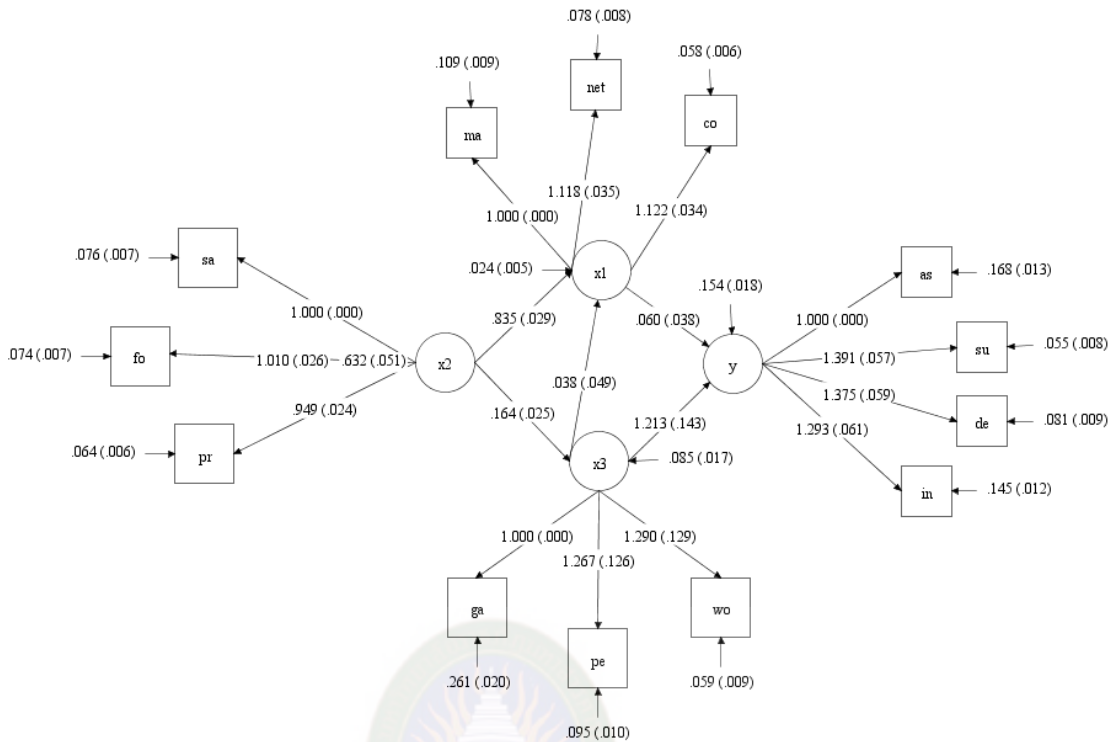 .078 (.008)
.058 (.006)
.109 (.009)
net
co
ma
1.118 (.035)
1.122 (.034)
1.000 (.000)
.076 (.007)
sa
.024 (.005)
x1
as
.168 (.013)
.154 (.018)
1.000 (.000)
.835 (.029)
.060 (.038)
1.000 (.000)
.074 (.007)
fo
1.010 (.026)
.632 (.051)
x2
y
1.391 (.057)
su
.055 (.008)
.038 (.049)
1.375 (.059)
.949 (.024)
.164 (.025)
1.213 (.143)
1.293 (.061)
de
.081 (.009)
.064 (.006)
pr
x3
.085 (.017)
in
.145 (.012)
1.000 (.000)
1.290 (.129)
1.267 (.126)
ga
wo
pe
.261 (.020)
.059 (.009)
.095 (.010)